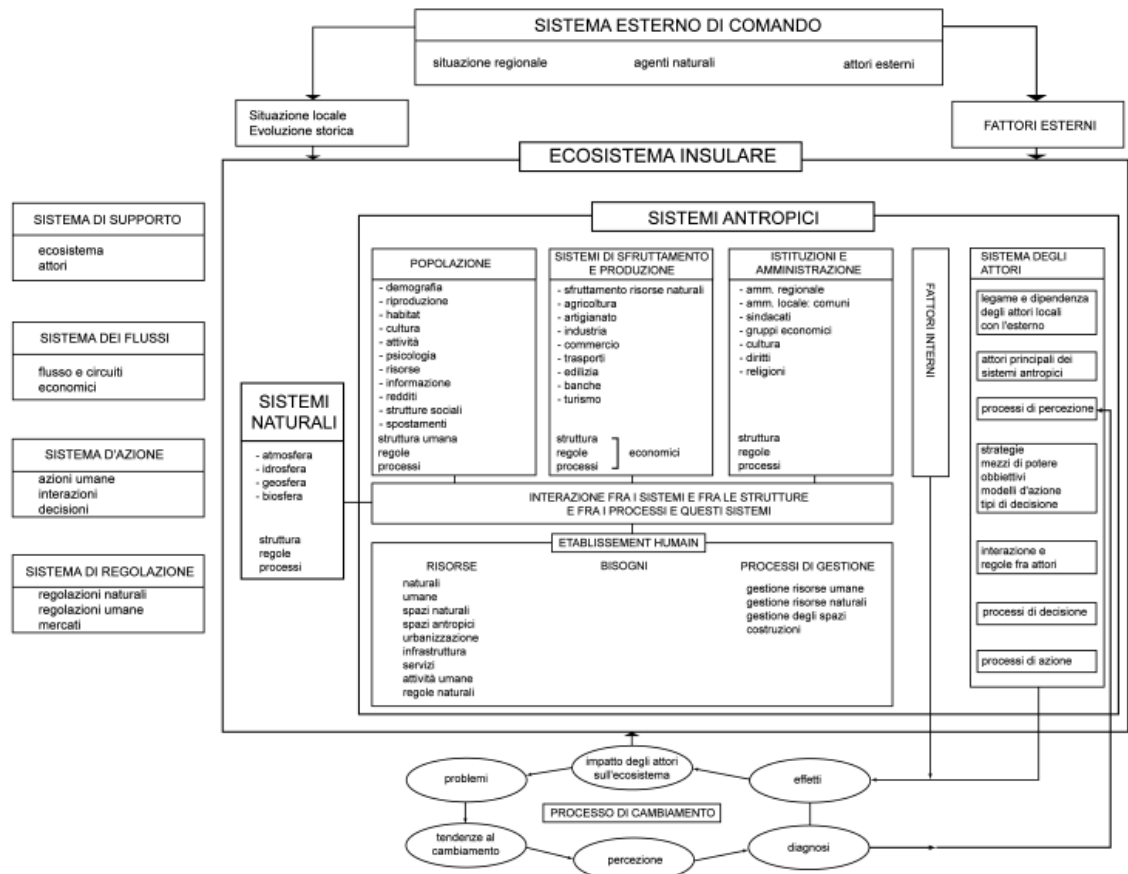 SISTEMA ESTERNO DI COMANDO
situazione regionale
agenti naturali
attori esterni
Situazione locale
Evoluzione storica
FATTORI ESTERNI
ECOSISTEMA INSULARE
SISTEMA DI SUPPORTO
ecosistema
attori
SISTEMA DEI FLUSSI
flusso e circuiti
economici
SISTEMA D'AZIONE
azioni umane
interazioni
decisioni
SISTEMA DI REGOLAZIONE
regolazioni naturali
regolazioni umane
mercati
SISTEMI
NATURALI
- atmosfera
- idrosfera
- geosfera
- biosfera
struttura
regole
processi
SISTEMI ANTROPICI
POPOLAZIONE
- demografia
- riproduzione
- habitat
- cultura
- attività
- psicologia
- risorse
- informazione
- redditi
- strutture sociali
- spostamenti
struttura umana
regole
processi
SISTEMI DI SFRUTTAMENTO
E PRODUZIONE
- sfruttamento risorse naturali
- agricoltura
- artigianato
- industria
- commercio
- trasporti
- edilizia
- banche
- turismo
struttura
regole
processi
economici
ISTITUZIONI E
AMMINISTRAZIONE
- amm. regionale
- amm. locale: comuni
- sindacati
- gruppi economici
- cultura
- diritti
- religioni
struttura
regole
processi
FATTORI INTERNI
SISTEMA DEGLI
ATTORI
legame e dipendenza
degli attori locali
con l'esterno
attori principali dei
sistemi antropici
processi di percezione
strategie
mezzi di potere
obbiettivi
modelli d'azione
tipi di decisione
interazione e
regole fra attori
processi di decisione
processi di azione
INTERAZIONE FRA I SISTEMI E FRA LE STRUTTURE
E FRA I PROCESSI E QUESTI SISTEMI
ETABLISSEMENT HUMAIN
RISORSE
naturali
umane
spazi naturali
spazi antropici
urbanizzazione
infrastruttura
servizi
attività umane
regole naturali
BISOGNI
PROCESSI DI GESTIONE
gestione risorse umane
gestione risorse naturali
gestione degli spazi
costruzioni
problemi
impatto degli attori
sull'ecosistema
effetti
PROCESSO DI CAMBIAMENTO
tendenze al
cambiamento
percezione
diagnosi